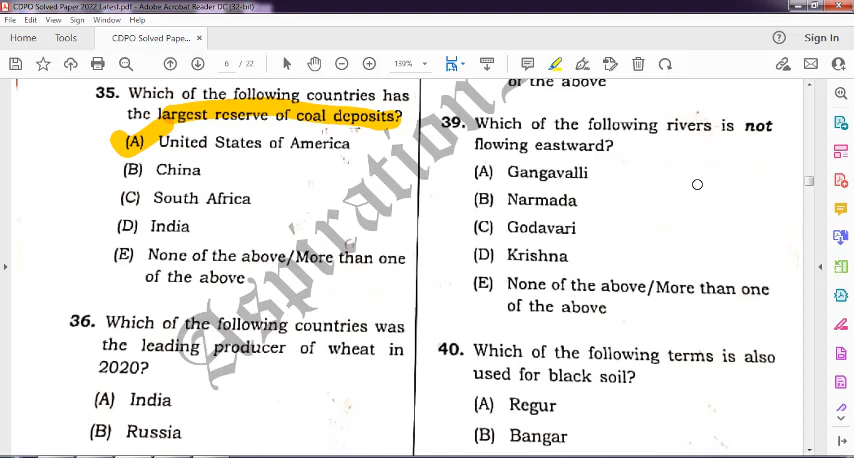 CDPO Solved Paper 2022 Latest.pdf - Adobe Acrobat Reader DC (32-bit)
File Edit View Sign Window Help
Home Tools CDPO Solved Pape... × Sign In
6 / 22 139%
35. Which of the following countries has
the largest reserve of coal deposits?
(A) United States of America
(B) China
(C) South Africa
(D) India
(E) None of the above/More than one
of the above
36. Which of the following countries was
the leading producer of wheat in
2020?
(A) India
(B) Russia
of the above
39. Which of the following rivers is not
flowing eastward?
(A) Gangavalli
(B) Narmada
(C) Godavari
(D) Krishna
(E) None of the above/More than one
of the above
40. Which of the following terms is also
used for black soil?
(A) Regur
(B) Bangar
Aspiration